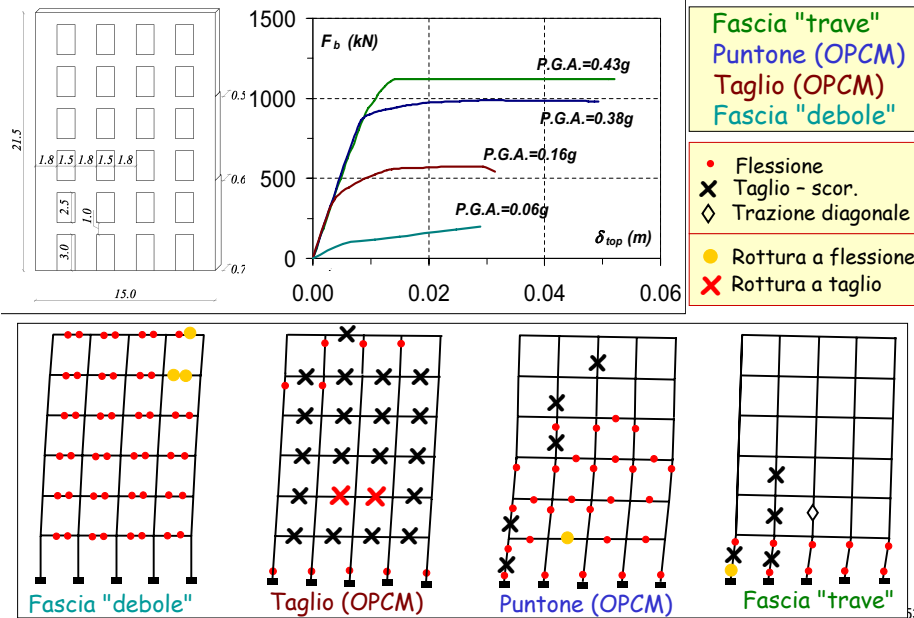 21.5
1.8 1.5 1.8 1.5 1.8
2.5
1.0
3.0
15.0
0.5
0.6
0.7
1500
1000
500
0
F b (kN)
P.G.A.=0.43g
P.G.A.=0.38g
P.G.A.=0.16g
P.G.A.=0.06g
δtop (m)
0.00 0.02 0.04 0.06
Fascia "trave"
Puntone (OPCM)
Taglio (OPCM)
Fascia "debole"
Flessione
Taglio - scor.
Trazione diagonale
Rottura a flessione
Rottura a taglio
Fascia "debole"
Taglio (OPCM)
Puntone (OPCM)
Fascia "trave"